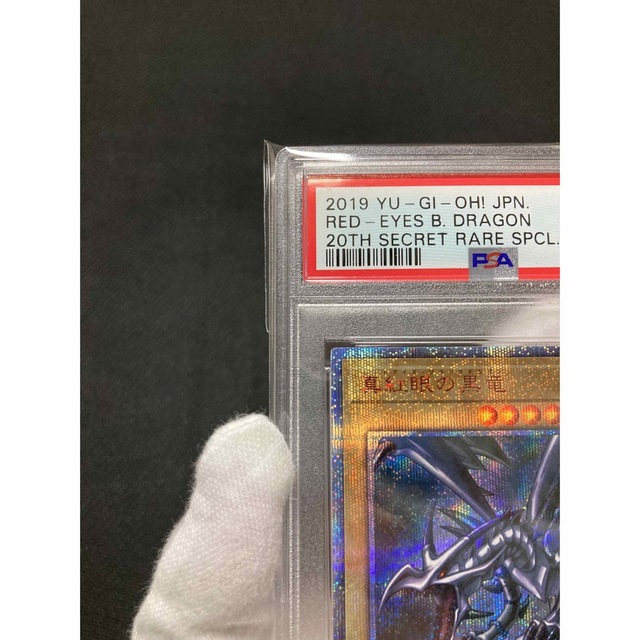 2019 YU-GI-OH! JPN.
RED-EYES B. DRAGON
20TH SECRET RARE SPCL.
PSA
真紅眼の黒竜